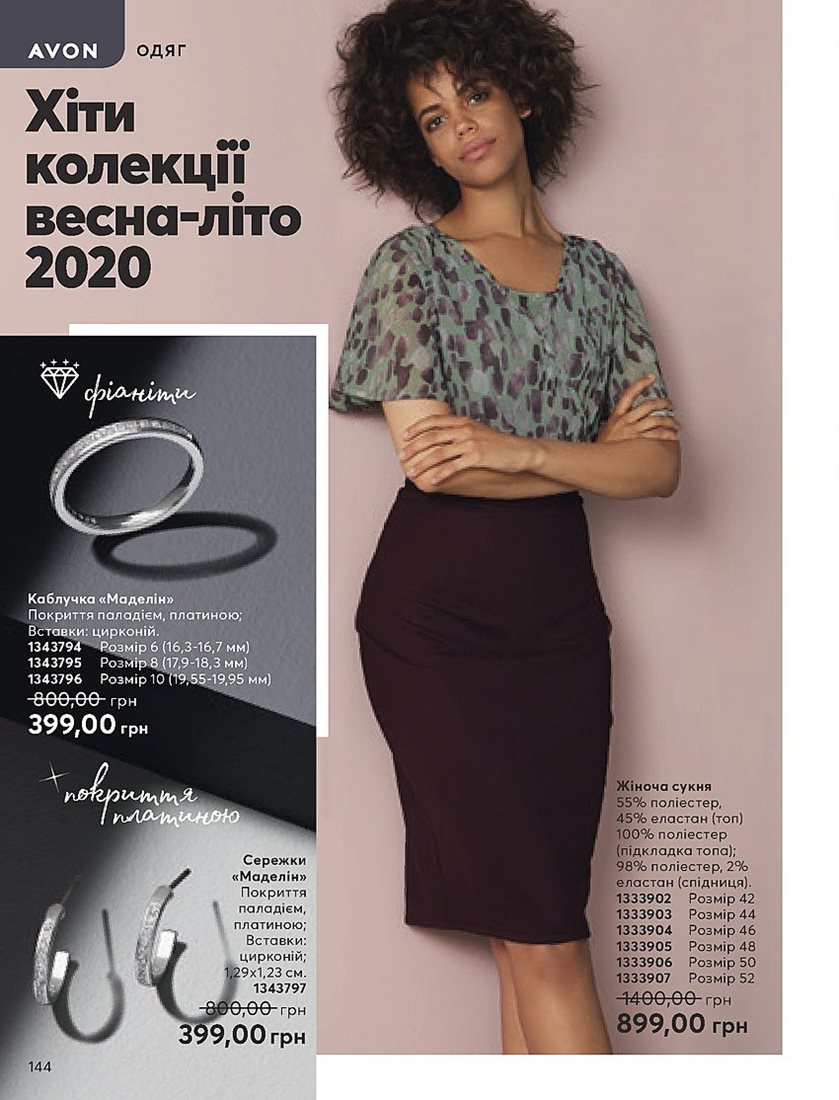 AVON
ОДЯГ
Хіти
колекції
весна-літо
2020
фіаніти
Каблучка «Маделін»
Покриття паладієм, платиною;
Вставки: цирконій.
1343794 Розмір 6 (16,3-16,7 мм)
1343795 Розмір 8 (17,9-18,3 мм)
1343796 Розмір 10 (19,55-19,95 мм)
800,00 грн
399,00 грн
покриття
платиною
Сережки
«Маделін»
Покриття
паладієм,
платиною;
Вставки:
цирконій;
1,29х1,23 см.
1343797
800,00 грн
399,00 грн
Жіноча сукня
55% поліестер,
45% еластан (топ)
100% поліестер
(підкладка топа);
98% поліестер, 2%
еластан (спідниця).
1333902 Розмір 42
1333903 Розмір 44
1333904 Розмір 46
1333905 Розмір 48
1333906 Розмір 50
1333907 Розмір 52
1400,00 грн
899,00 грн
144